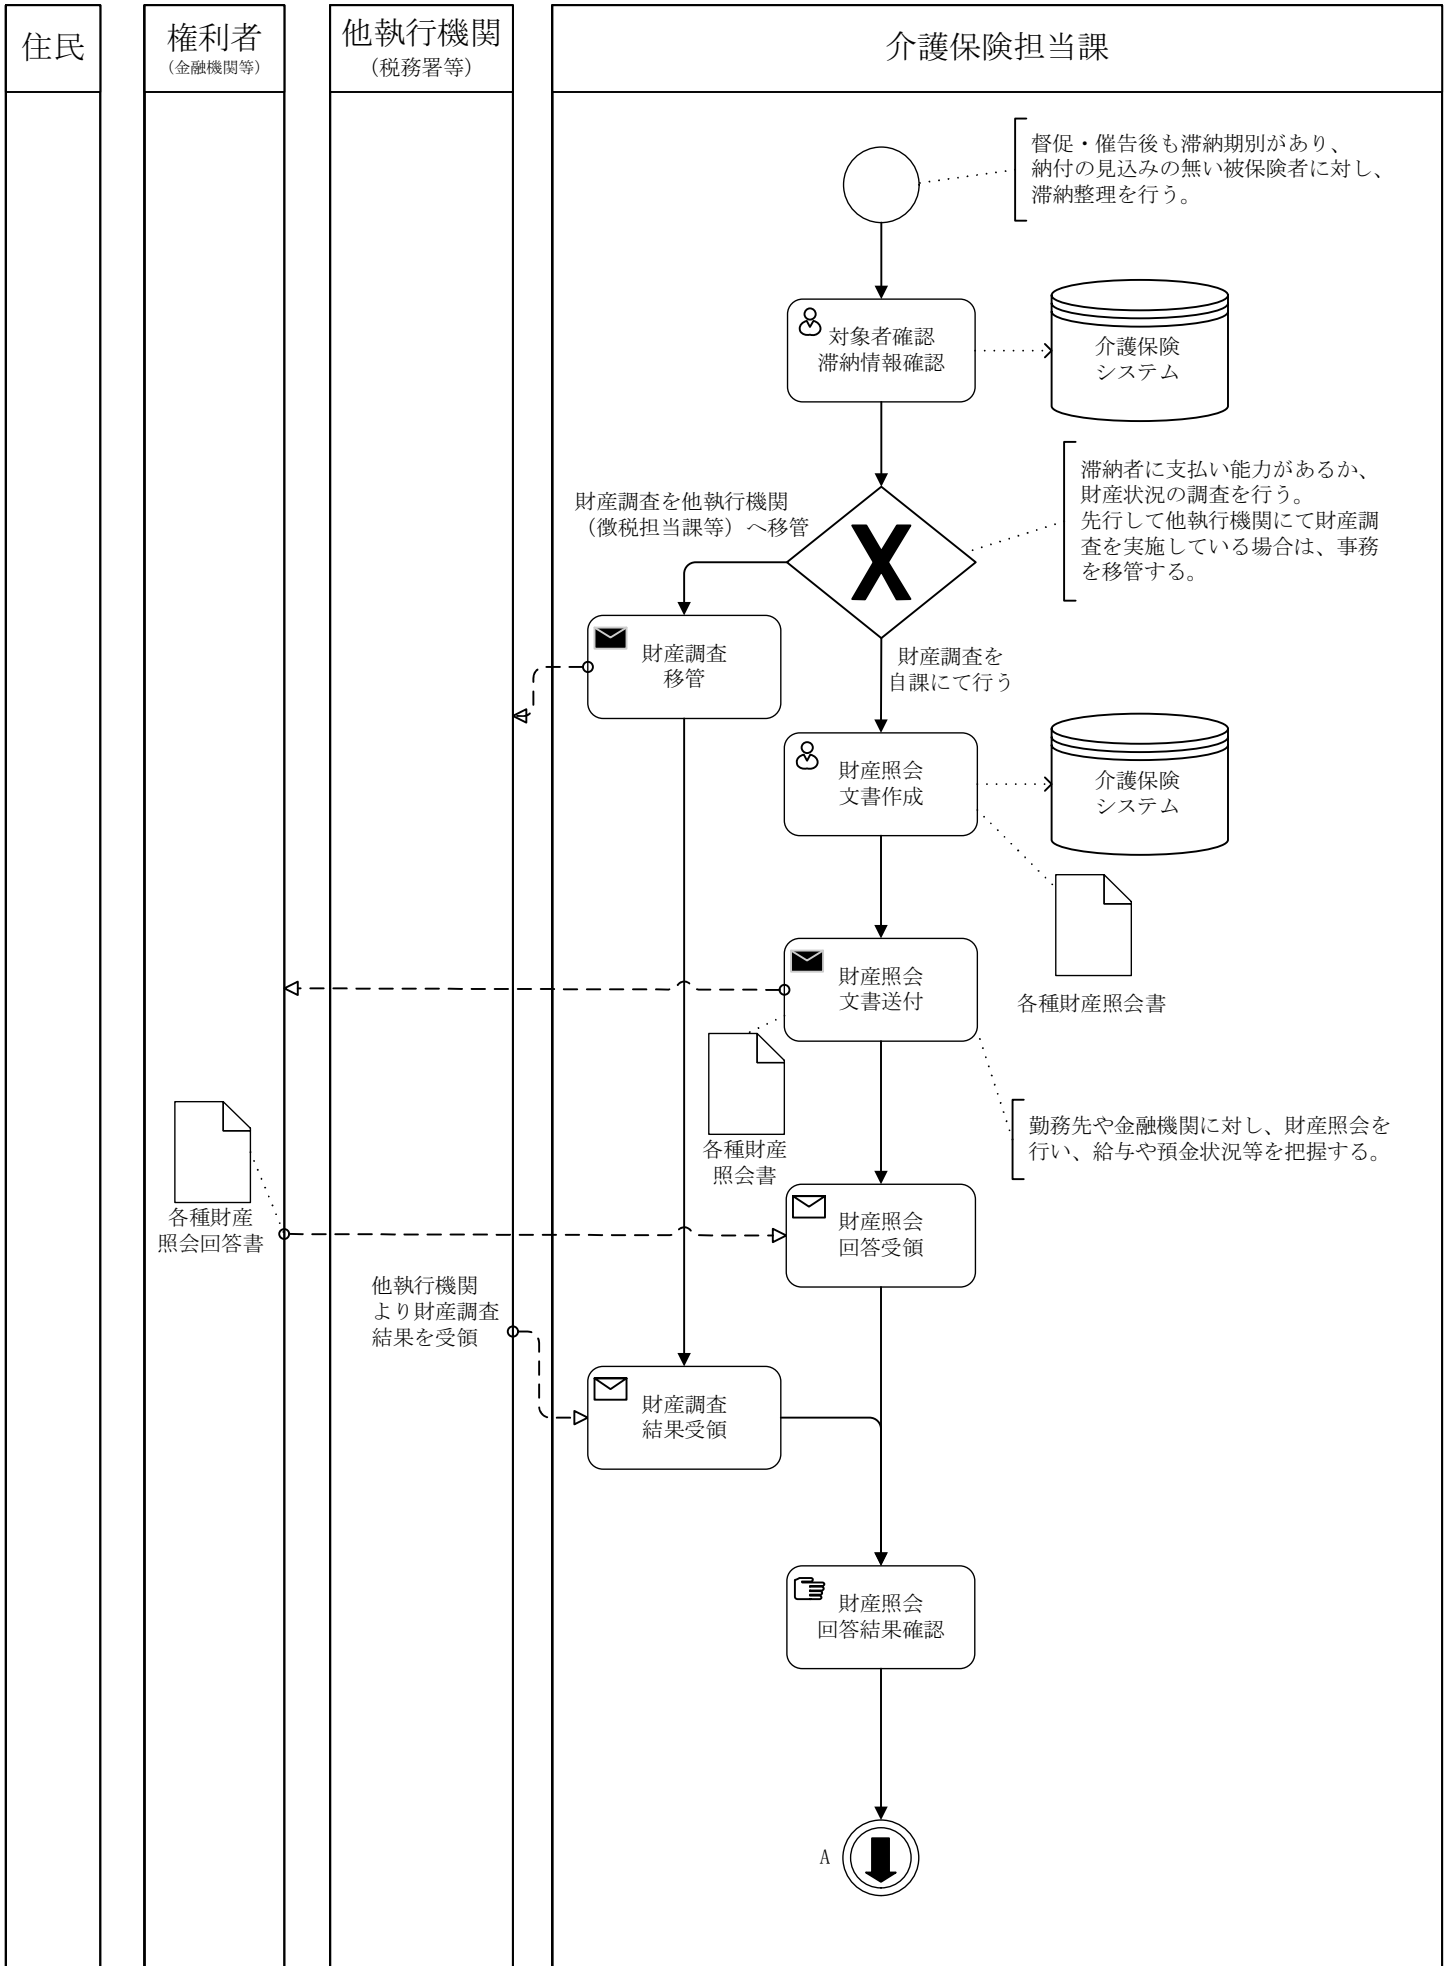 住民
権利者
（金融機関等）
他執行機関
（税務署等）
介護保険担当課
督促・催告後も滞納期別があり、
納付の見込みの無い被保険者に対し、
滞納整理を行う。
対象者確認
滞納情報確認
介護保険
システム
財産調査を他執行機関
（徴税担当課等）へ移管
滞納者に支払い能力があるか、
財産状況の調査を行う。
先行して他執行機関にて財産調
査を実施している場合は、事務
を移管する。
財産調査
移管
財産調査を
自課にて行う
財産照会
文書作成
介護保険
システム
各種財産照会書
財産照会
文書送付
各種財産
照会書
勤務先や金融機関に対し、財産照会を
行い、給与や預金状況等を把握する。
各種財産
照会回答書
財産照会
回答受領
他執行機関
より財産調査
結果を受領
財産調査
結果受領
財産照会
回答結果確認
A